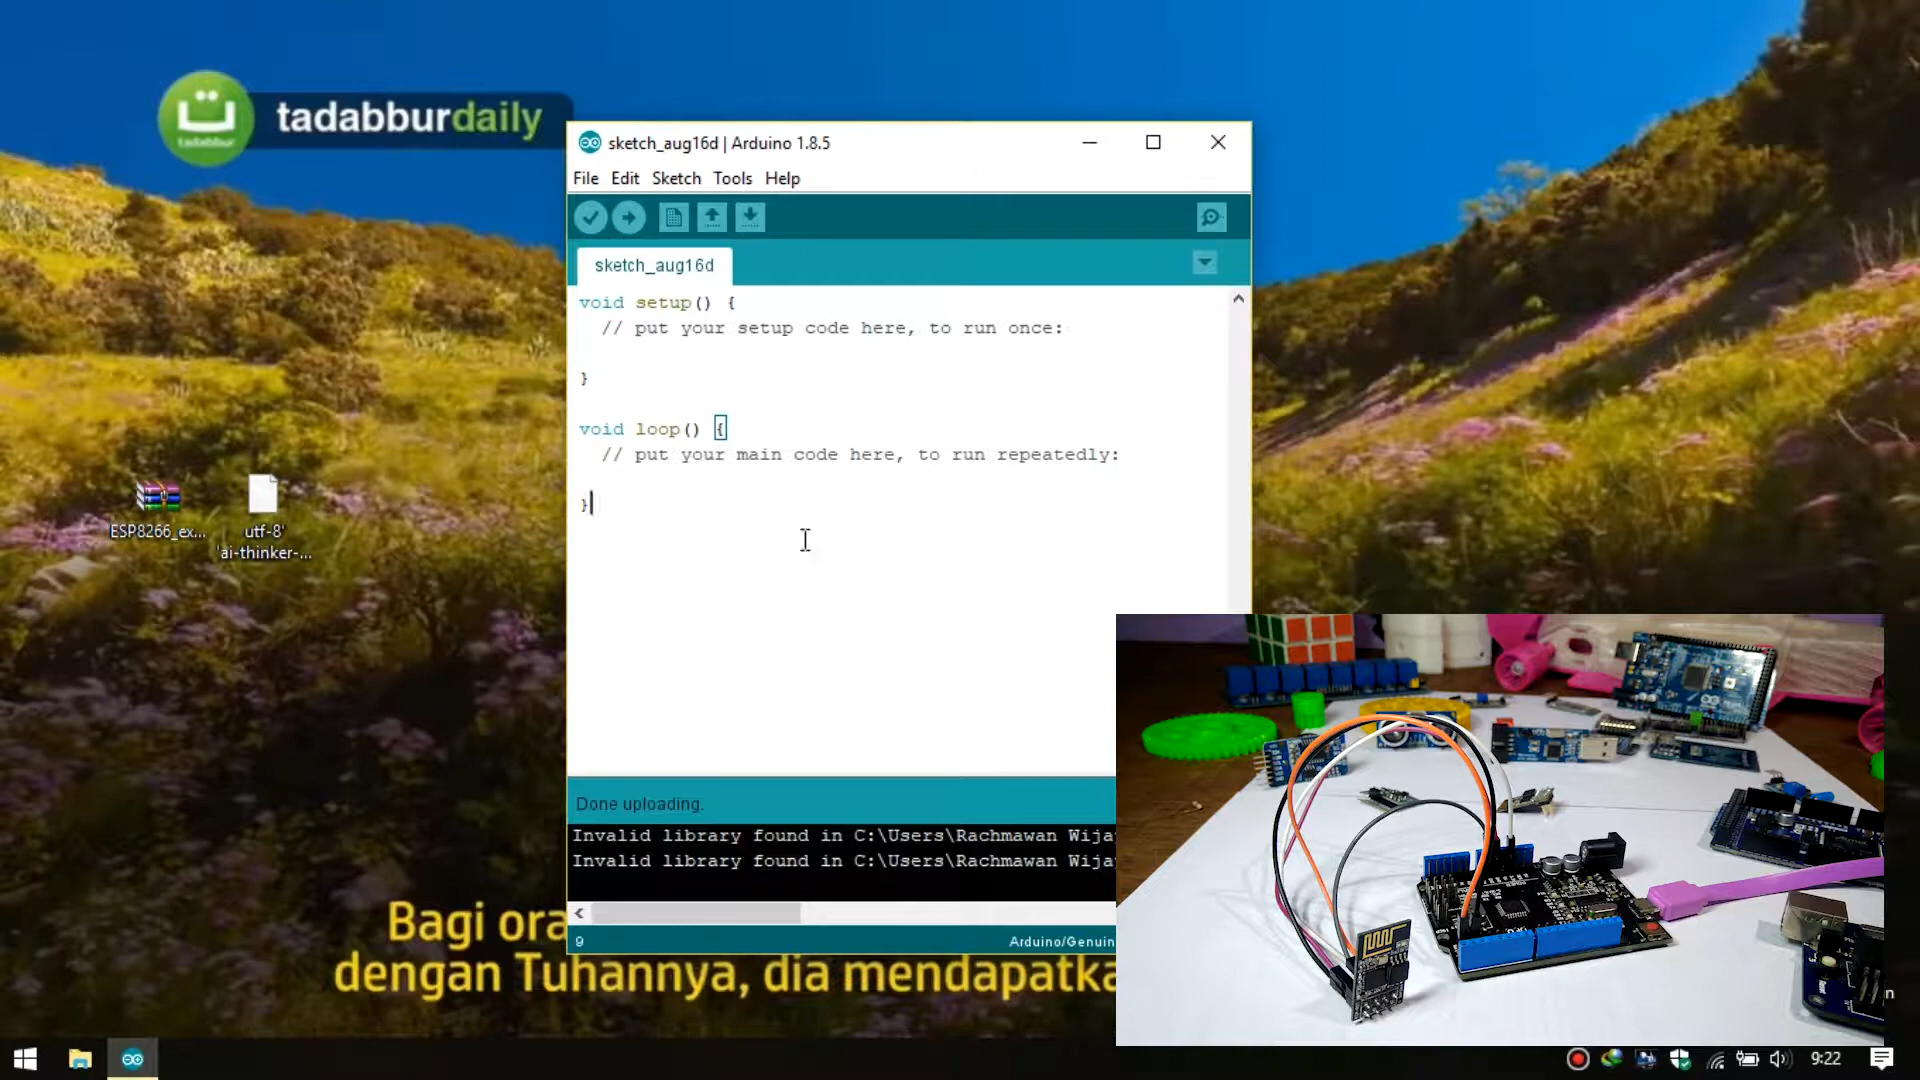 tadabburdaily
tadabbur
sketch_aug16d | Arduino 1.8.5
File Edit Sketch Tools Help
sketch_aug16d
void setup() {
// put your setup code here, to run once:
}
void loop() {
// put your main code here, to run repeatedly:
}
ESP8266_ex...
utf-8'
'ai-thinker-...
Done uploading.
Invalid library found in C:\Users\Rachmawan Wija
Invalid library found in C:\Users\Rachmawan Wija
9
Arduino/Genuin
Bagi ora
dengan Tuhannya, dia mendapatka
9:22